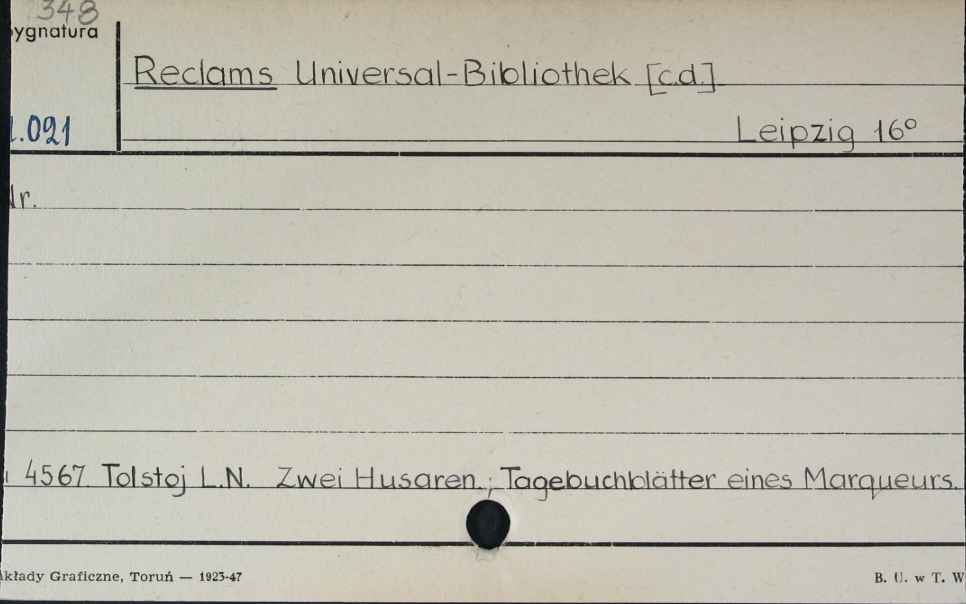 348
ygnatura
Reclams Universal-Bibliothek [c.d.]
.021
Leipzig 16°
Nr.
4567 Tolstoj L.N. Zwei Husaren.; Tagebuchblätter eines Marqueurs.
kłady Graficzne, Toruń — 1923-47
B. U. w T. W